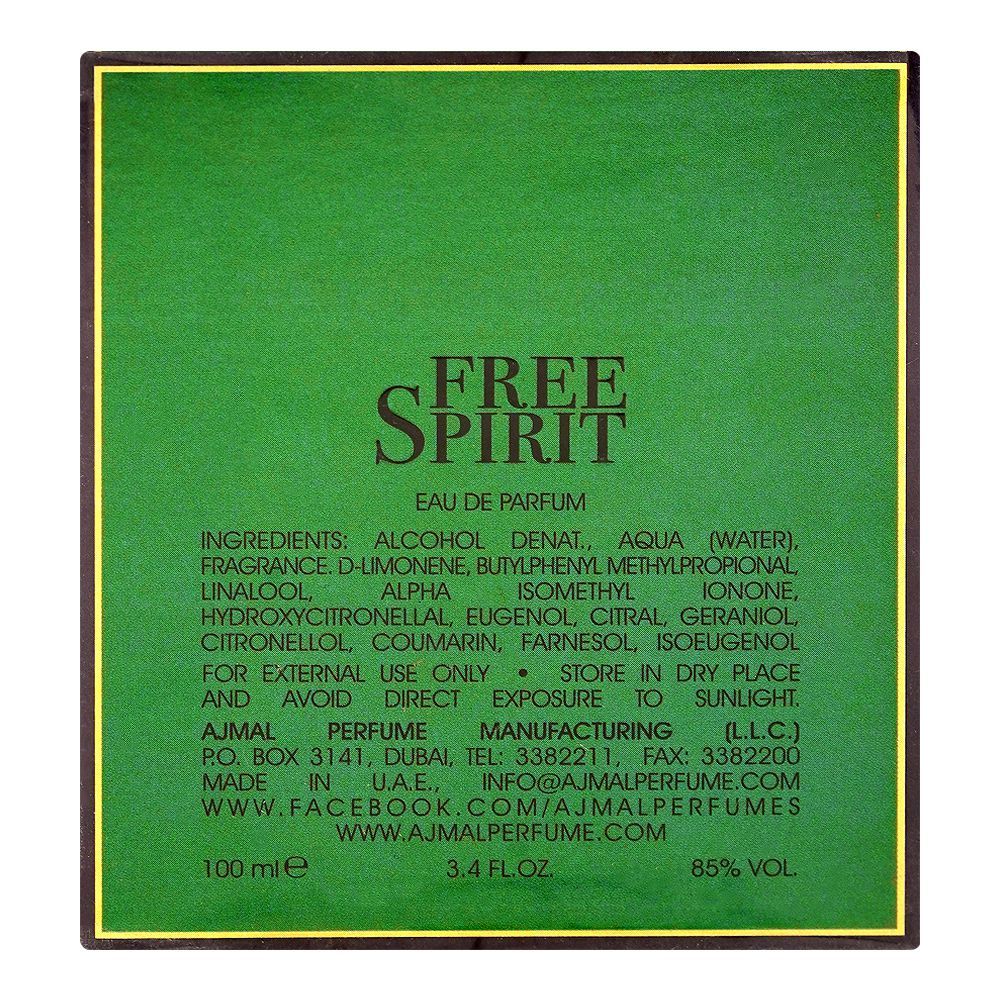 FREE
SPIRIT
EAU DE PARFUM
INGREDIENTS: ALCOHOL DENAT., AQUA (WATER),
FRAGRANCE. D-LIMONENE, BUTYLPHENYL METHYLPROPIONAL,
LINALOOL, ALPHA ISOMETHYL IONONE,
HYDROXYCITRONELLAL, EUGENOL, CITRAL, GERANIOL,
CITRONELLOL, COUMARIN, FARNESOL, ISOEUGENOL
FOR EXTERNAL USE ONLY • STORE IN DRY PLACE
AND AVOID DIRECT EXPOSURE TO SUNLIGHT.
AJMAL PERFUME MANUFACTURING (L.L.C.)
P.O. BOX 3141, DUBAI, TEL: 3382211, FAX: 3382200
MADE IN U.A.E., INFO@AJMALPERFUME.COM
WWW.FACEBOOK.COM/AJMALPERFUMES
WWW.AJMALPERFUME.COM
100 ml e 3.4 FL.OZ. 85% VOL.